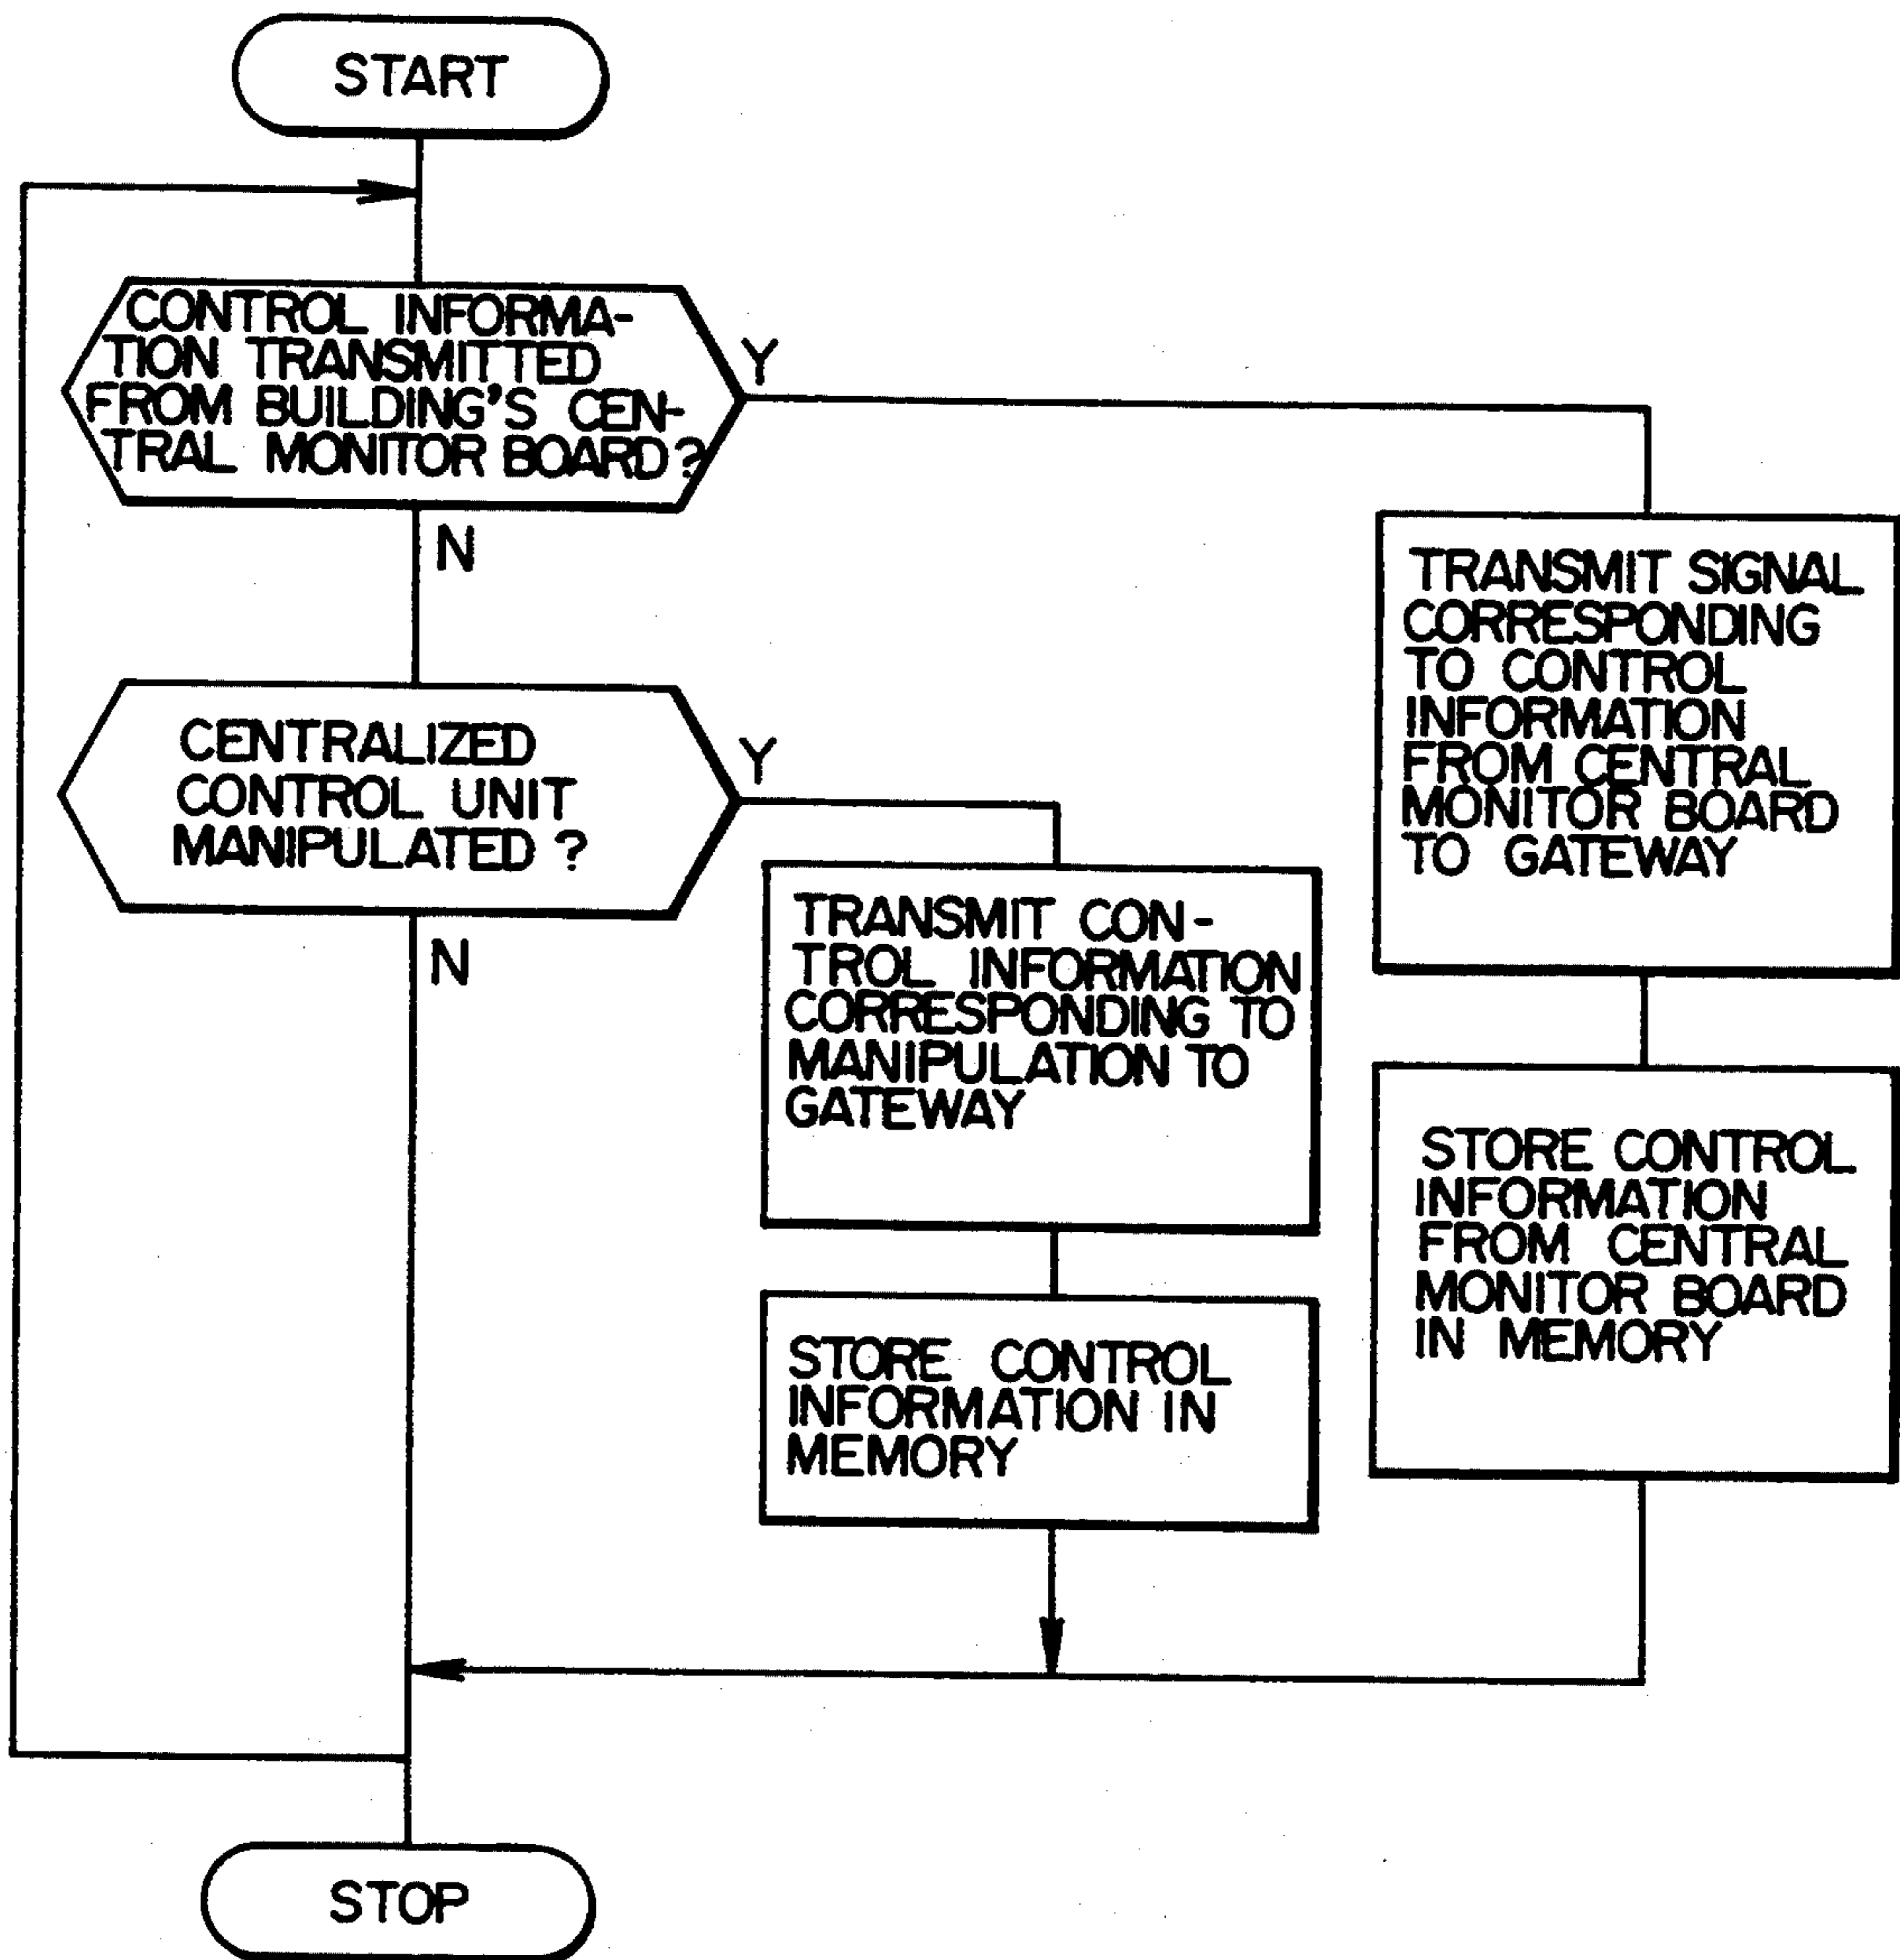 START
CONTROL INFORMA-
TION TRANSMITTED
FROM BUILDING'S CEN-
TRAL MONITOR BOARD?
Y
N
CENTRALIZED
CONTROL UNIT
MANIPULATED ?
Y
N
TRANSMIT CON-
TROL INFORMATION
CORRESPONDING TO
MANIPULATION TO
GATEWAY
STORE CONTROL
INFORMATION IN
MEMORY
TRANSMIT SIGNAL
CORRESPONDING
TO CONTROL
INFORMATION
FROM CENTRAL
MONITOR BOARD
TO GATEWAY
STORE CONTROL
INFORMATION
FROM CENTRAL
MONITOR BOARD
IN MEMORY
STOP